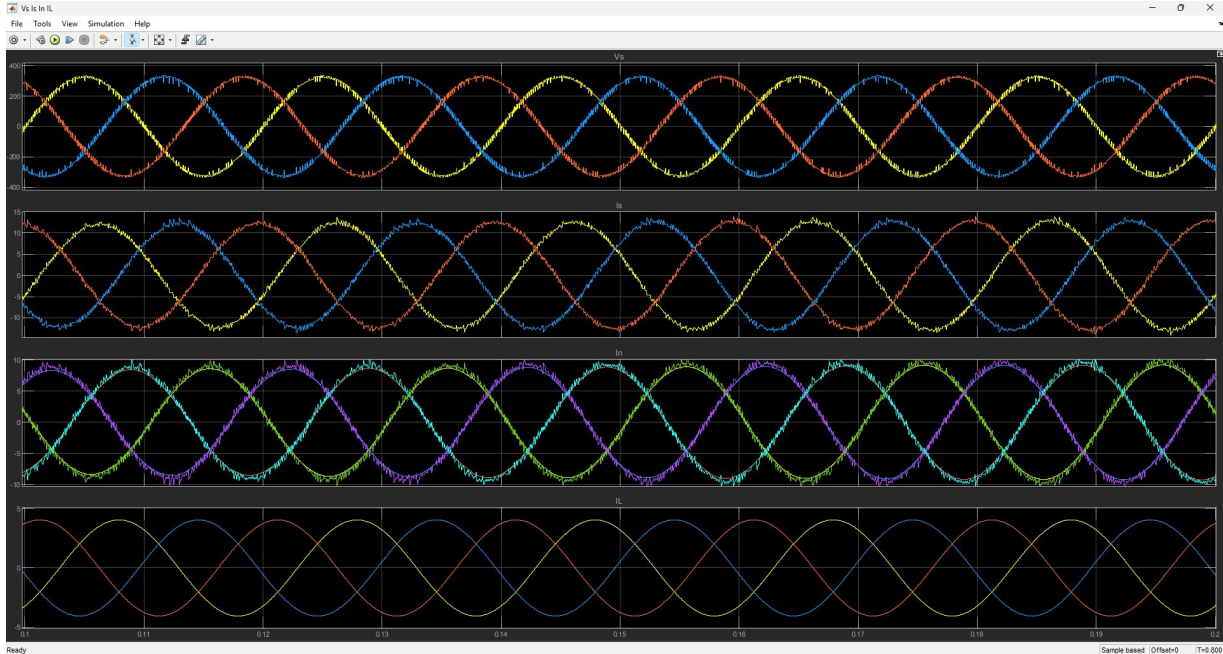 Vs Is In IL
File Tools View Simulation Help
Vs
400
200
0
-200
-400
Is
15
10
5
0
-5
-10
In
10
5
0
-5
-10
IL
5
0
-5
0.1 0.11 0.12 0.13 0.14 0.15 0.16 0.17 0.18 0.19 0.2
Ready Sample based Offset=0 T=0.800